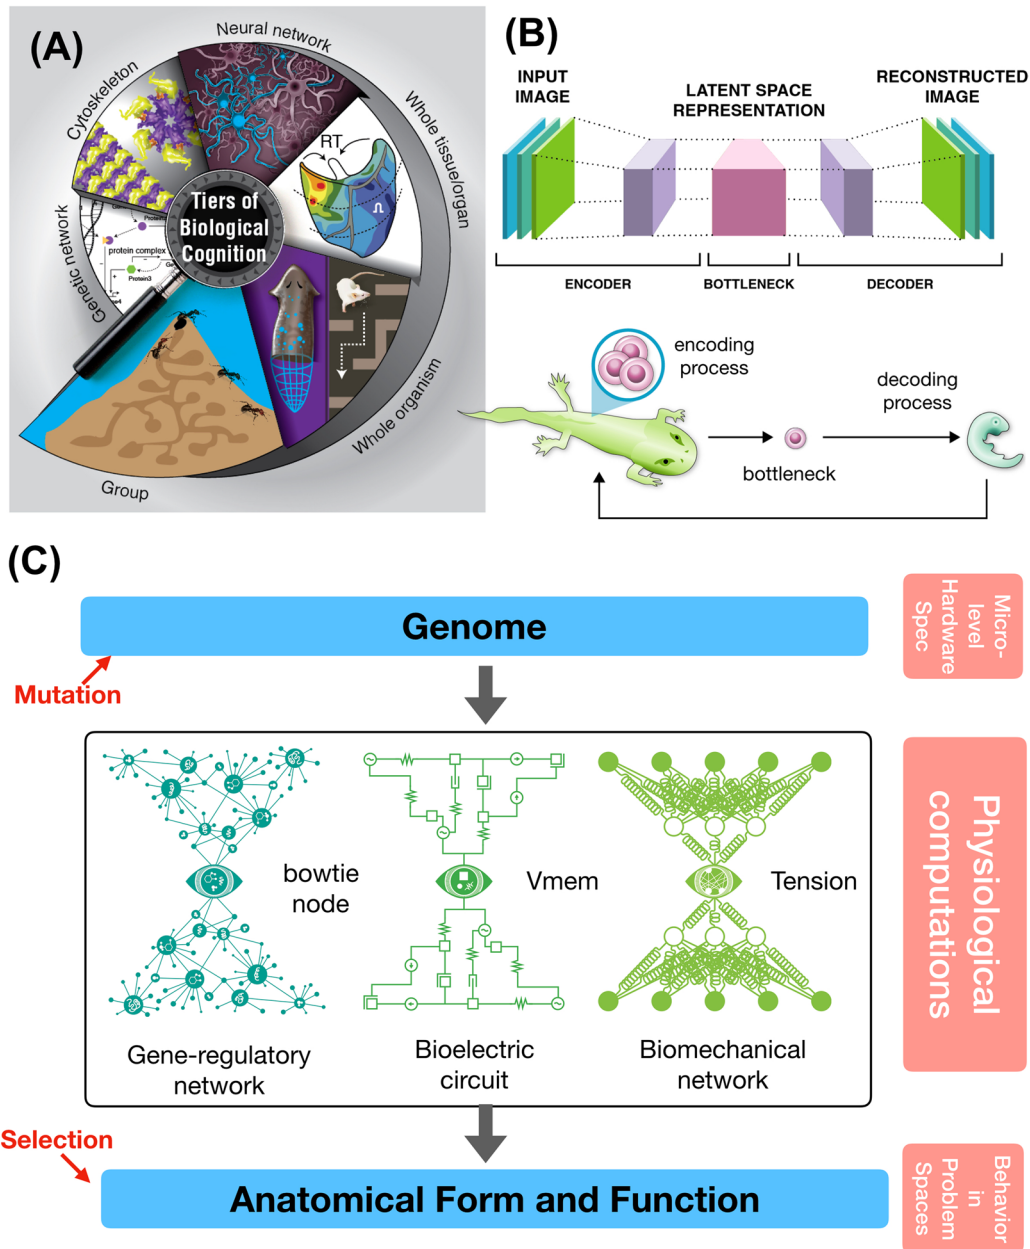 (A)
Neural network
Cytoskeleton
Whole tissue/organ
RT
Ω
Tiers of
Biological
Cognition
Genetic network
protein complex
Protein3
Whole organism
Group
(B)
INPUT
IMAGE
LATENT SPACE
REPRESENTATION
RECONSTRUCTED
IMAGE
ENCODER
BOTTLENECK
DECODER
encoding
process
decoding
process
bottleneck
(C)
Genome
Micro-
level
Hardware
Spec
Mutation
bowtie
node
Vmem
Tension
Physiological
computations
Gene-regulatory
network
Bioelectric
circuit
Biomechanical
network
Selection
Anatomical Form and Function
Behavior
in
Problem
Spaces